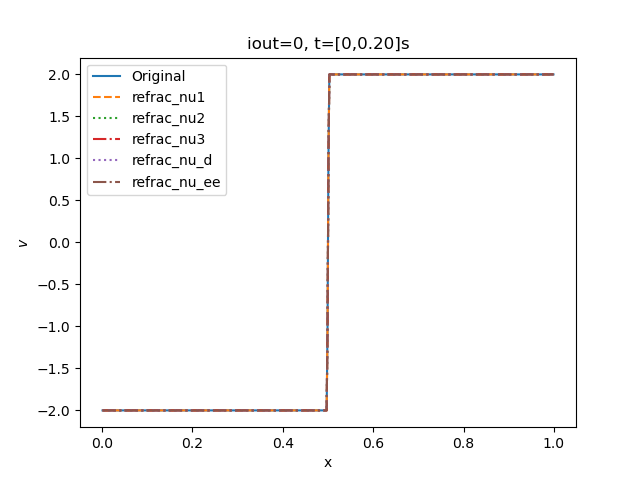 iout=0, t=[0,0.20]s
Original
refrac_nu1
refrac_nu2
refrac_nu3
refrac_nu_d
refrac_nu_ee
2.0
1.5
1.0
0.5
0.0
−0.5
−1.0
−1.5
−2.0
v
0.0 0.2 0.4 0.6 0.8 1.0
x